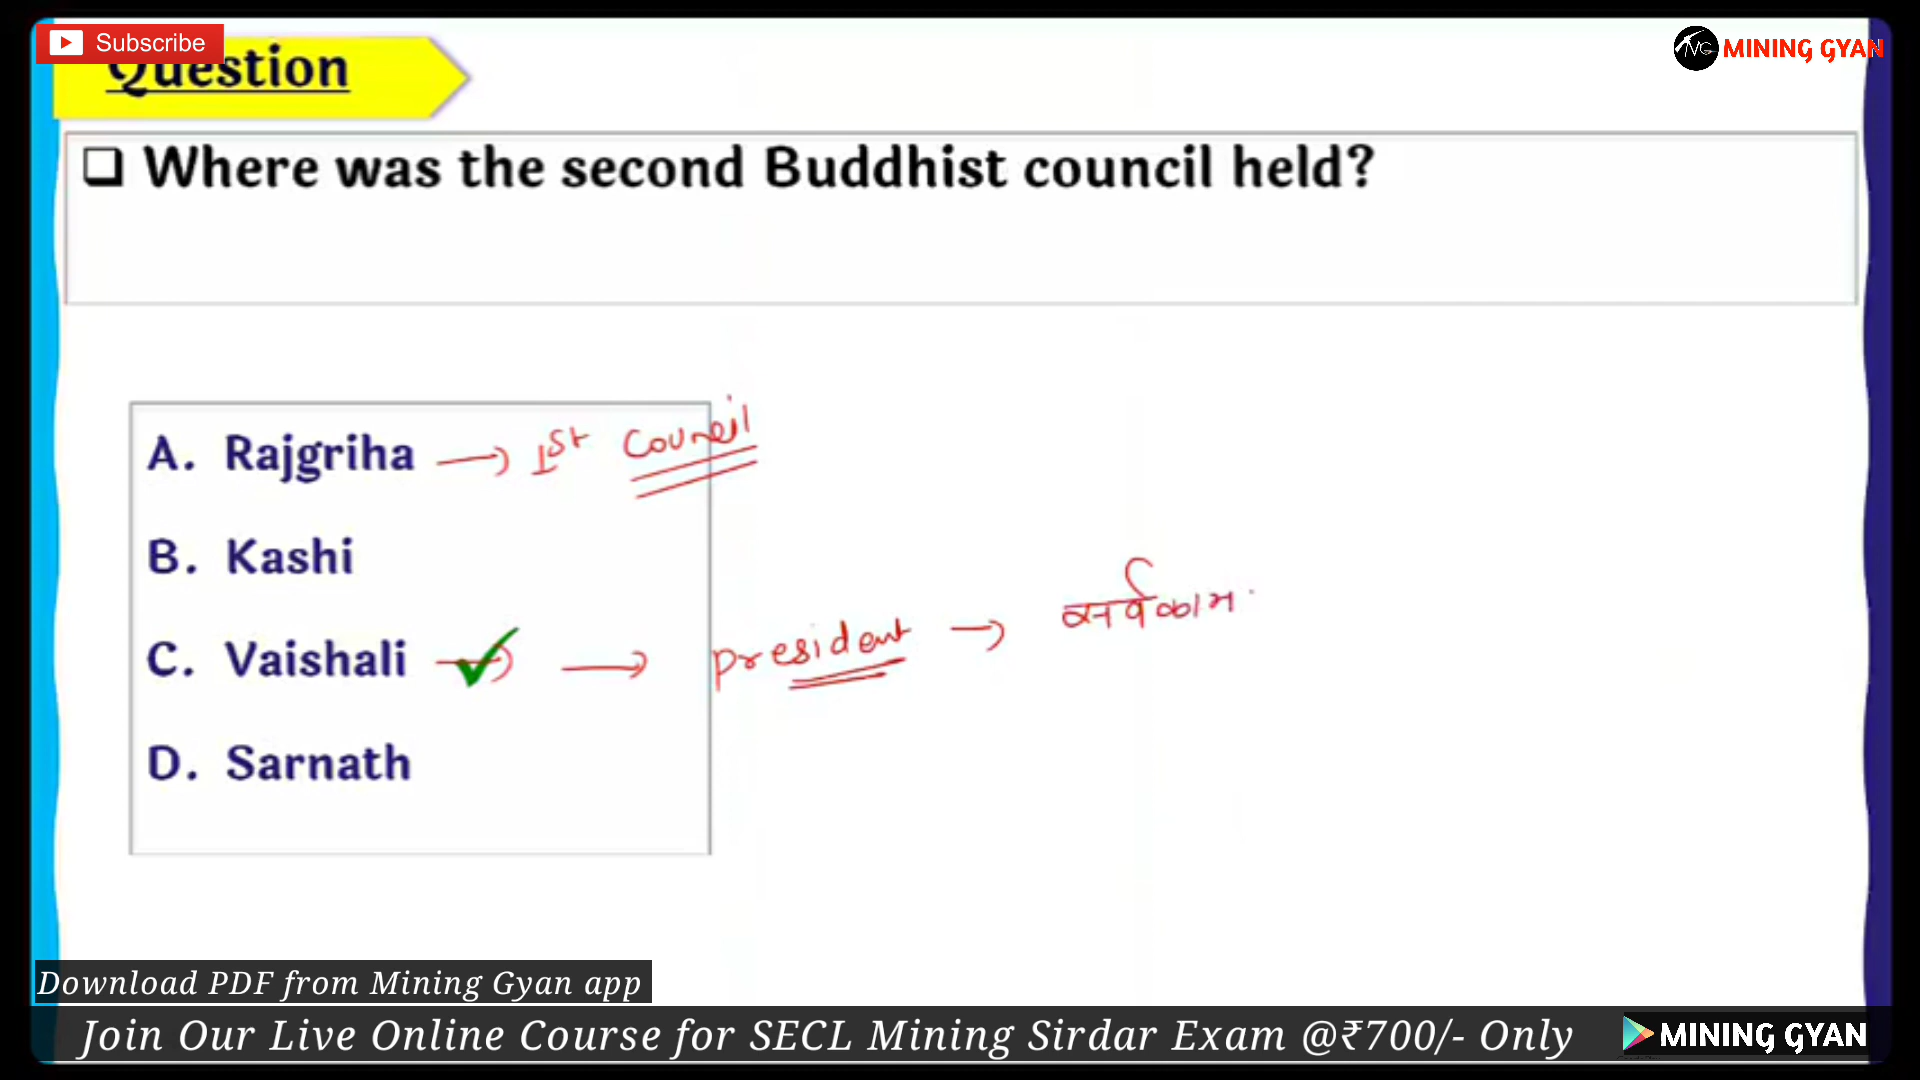 Subscribe
MINING GYAN
Question
Where was the second Buddhist council held?
A. Rajgriha → 1st Council
B. Kashi
C. Vaishali → president →
D. Sarnath
Download PDF from Mining Gyan app
Join Our Live Online Course for SECL Mining Sirdar Exam @₹700/- Only
MINING GYAN